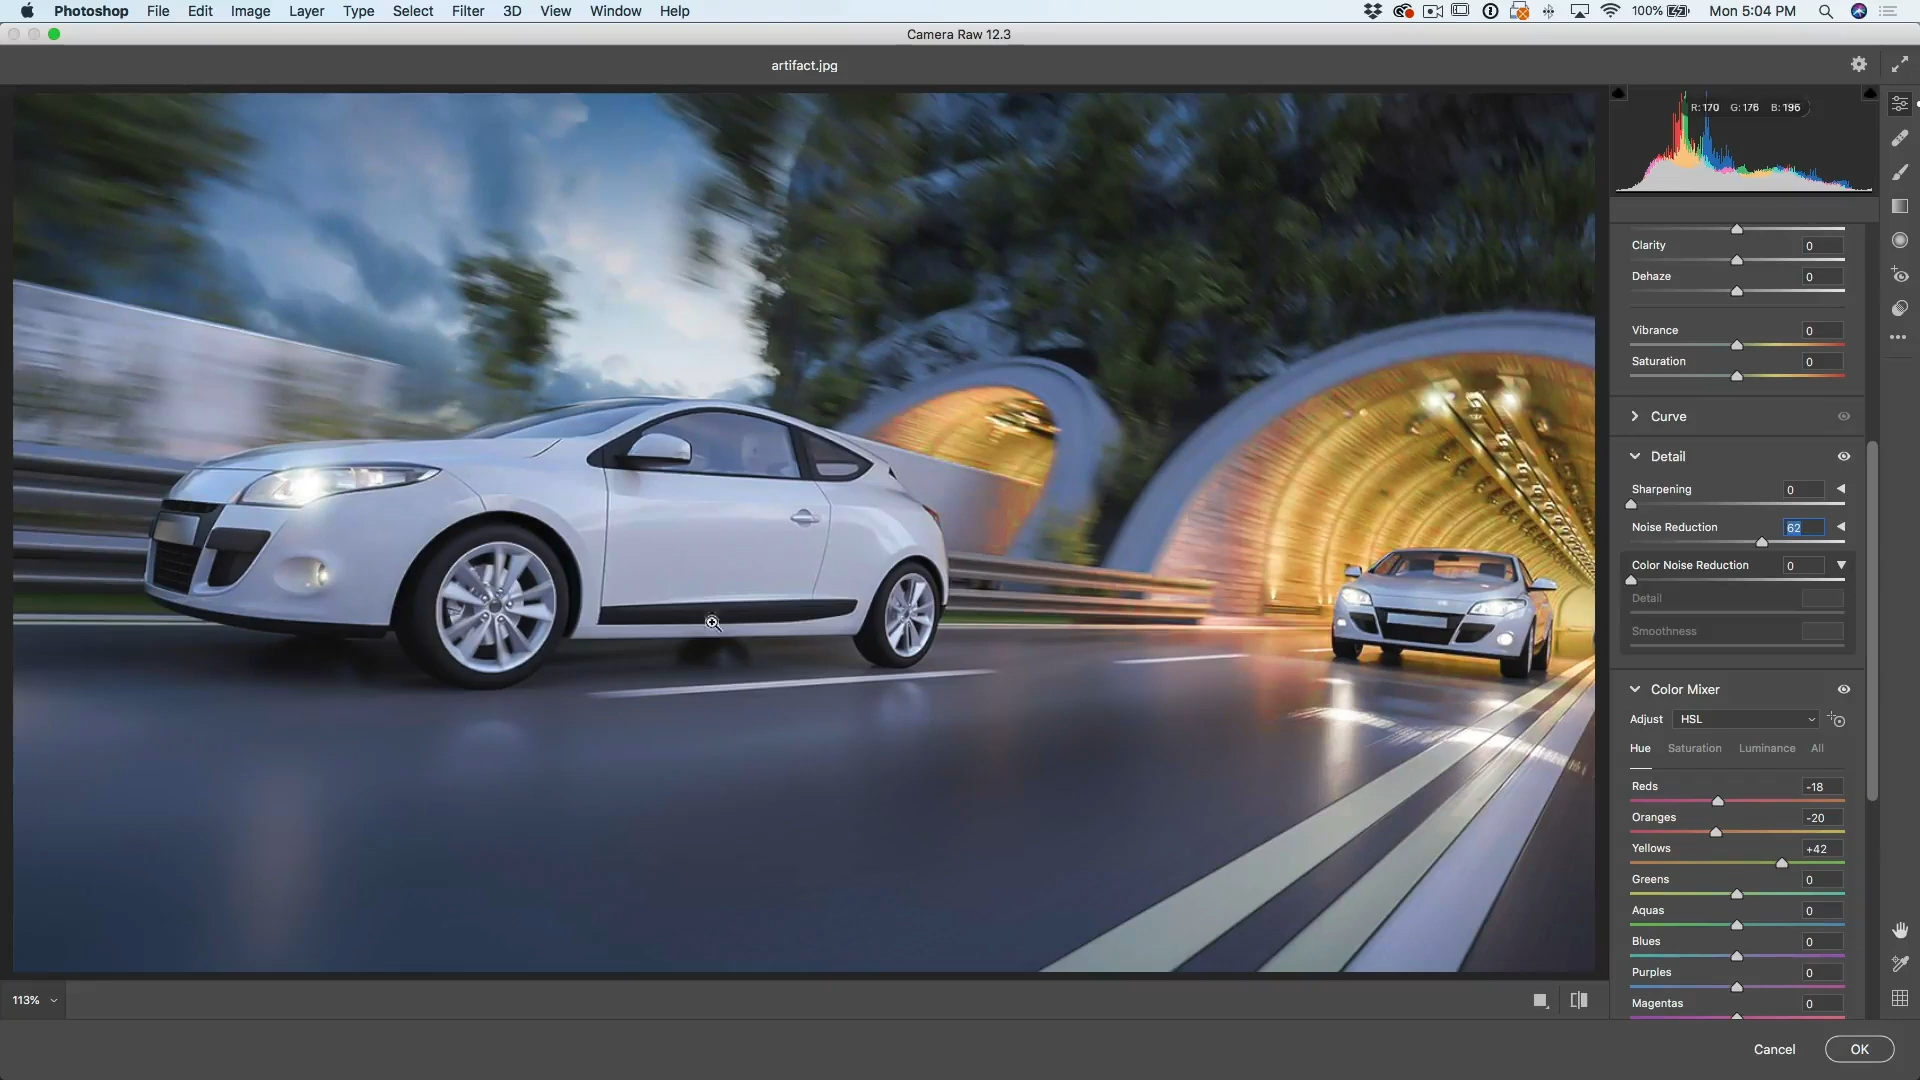 Photoshop File Edit Image Layer Type Select Filter 3D View Window Help 100% Mon 5:04 PM
Camera Raw 12.3
artifact.jpg
R: 170 G: 176 B: 196
Clarity 0
Dehaze 0
Vibrance 0
Saturation 0
Curve
Detail
Sharpening 0
Noise Reduction 62
Color Noise Reduction 0
Detail
Smoothness
Color Mixer
Adjust HSL
Hue Saturation Luminance All
Reds -18
Oranges -20
Yellows +42
Greens 0
Aquas 0
Blues 0
Purples 0
Magentas 0
113%
Cancel OK